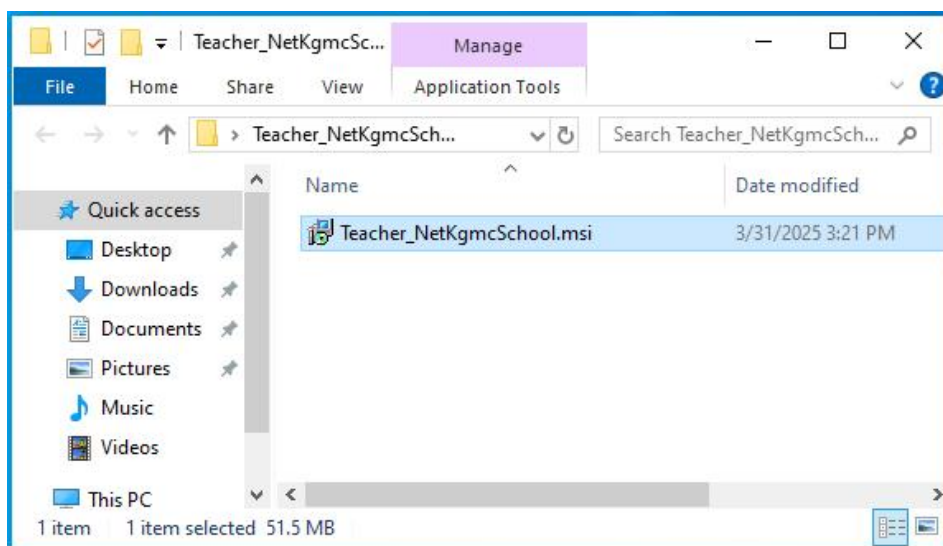 Teacher_NetKgmcSc...
Manage
File
Home
Share
View
Application Tools
Teacher_NetKgmcSch...
Search Teacher_NetKgmcSch...
Name
Date modified
Quick access
Teacher_NetKgmcSchool.msi
3/31/2025 3:21 PM
Desktop
Downloads
Documents
Pictures
Music
Videos
This PC
1 item
1 item selected 51.5 MB